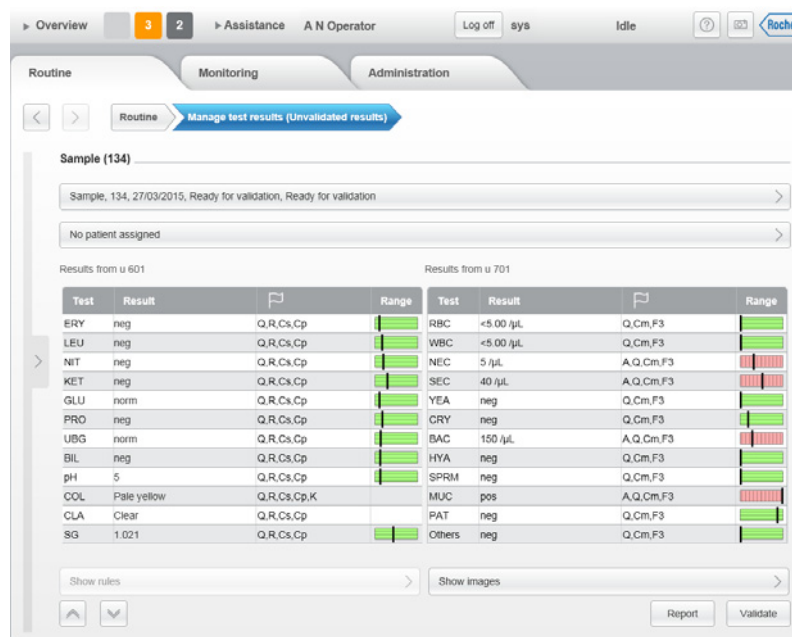 Overview 3 2 Assistance A N Operator Log off sys Idle ? Roche
Routine Monitoring Administration
Routine Manage test results (Unvalidated results)
Sample (134)
Sample, 134, 27/03/2015, Ready for validation, Ready for validation
No patient assigned
Results from u 601 Results from u 701
Test Result Range Test Result Range
ERY neg Q,R,Cs,Cp RBC <5.00 /µL Q,Cm,F3
LEU neg Q,R,Cs,Cp WBC <5.00 /µL Q,Cm,F3
NIT neg Q,R,Cs,Cp NEC 5 /µL A,Q,Cm,F3
KET neg Q,R,Cs,Cp SEC 40 /µL A,Q,Cm,F3
GLU norm Q,R,Cs,Cp YEA neg Q,Cm,F3
PRO neg Q,R,Cs,Cp CRY neg Q,Cm,F3
UBG norm Q,R,Cs,Cp BAC 150 /µL A,Q,Cm,F3
BIL neg Q,R,Cs,Cp HYA neg Q,Cm,F3
pH 5 Q,R,Cs,Cp SPRM neg Q,Cm,F3
COL Pale yellow Q,R,Cs,Cp,K MUC pos A,Q,Cm,F3
CLA Clear Q,R,Cs,Cp PAT neg Q,Cm,F3
SG 1.021 Q,R,Cs,Cp Others neg Q,Cm,F3
Show rules Show images
Report Validate